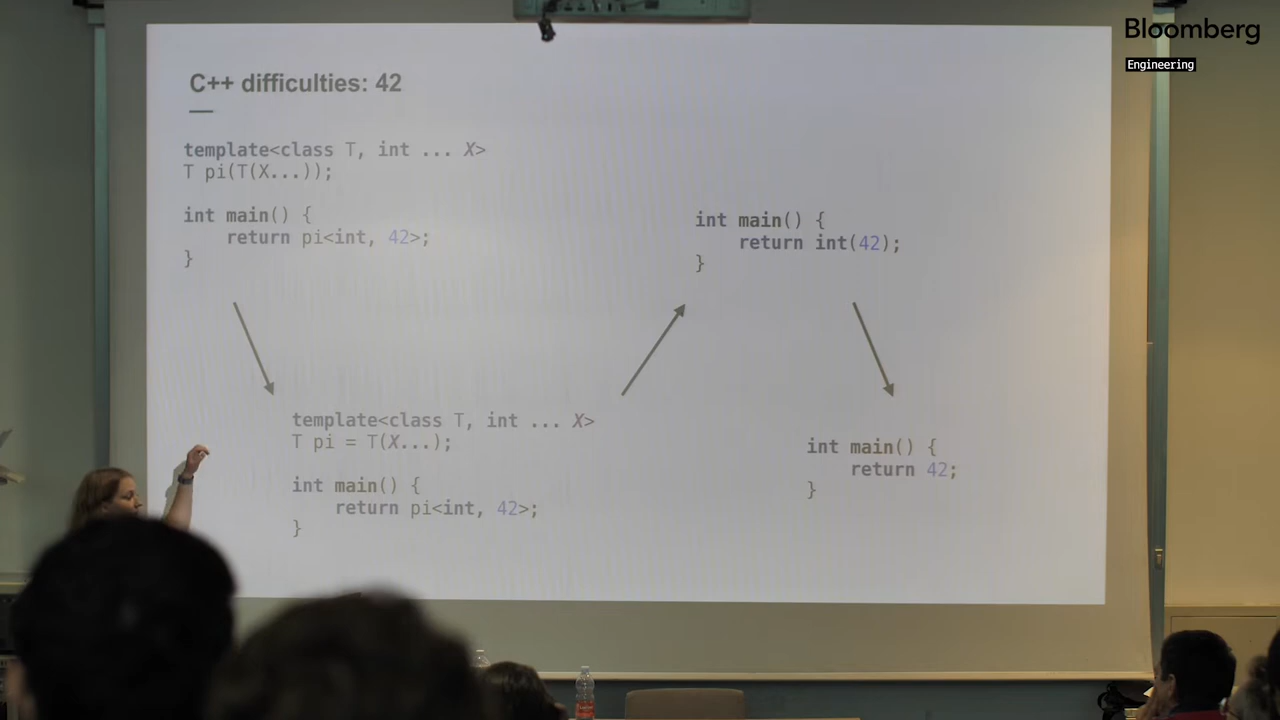 Bloomberg
Engineering
C++ difficulties: 42
template<class T, int ... X>
T pi(T(X...));
int main() {
    return pi<int, 42>;
}
template<class T, int ... X>
T pi = T(X...);
int main() {
    return pi<int, 42>;
}
int main() {
    return int(42);
}
int main() {
    return 42;
}